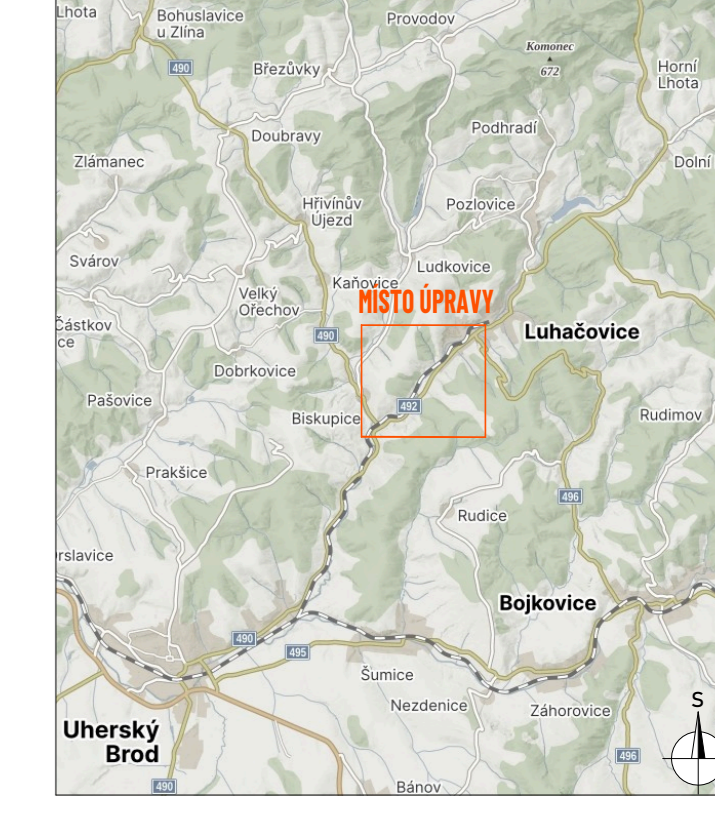 Lhota
Bohuslavice
u Zlína
Provodov
Komonec
672
490
Březůvky
Horní
Lhota
Doubravy
Podhradí
Zlámanec
Dolní
Hřivínův
Újezd
Pozlovice
Svárov
Ludkovice
Kaňovice
Velký
Ořechov
MÍSTO ÚPRAVY
Částkov
ce
490
Luhačovice
Dobrkovice
Pašovice
492
Biskupice
Rudimov
Prakšice
496
Rudice
rslavice
Bojkovice
490
495
Šumice
Nezdenice
Záhorovice
S
Uherský
Brod
496
490
Bánov